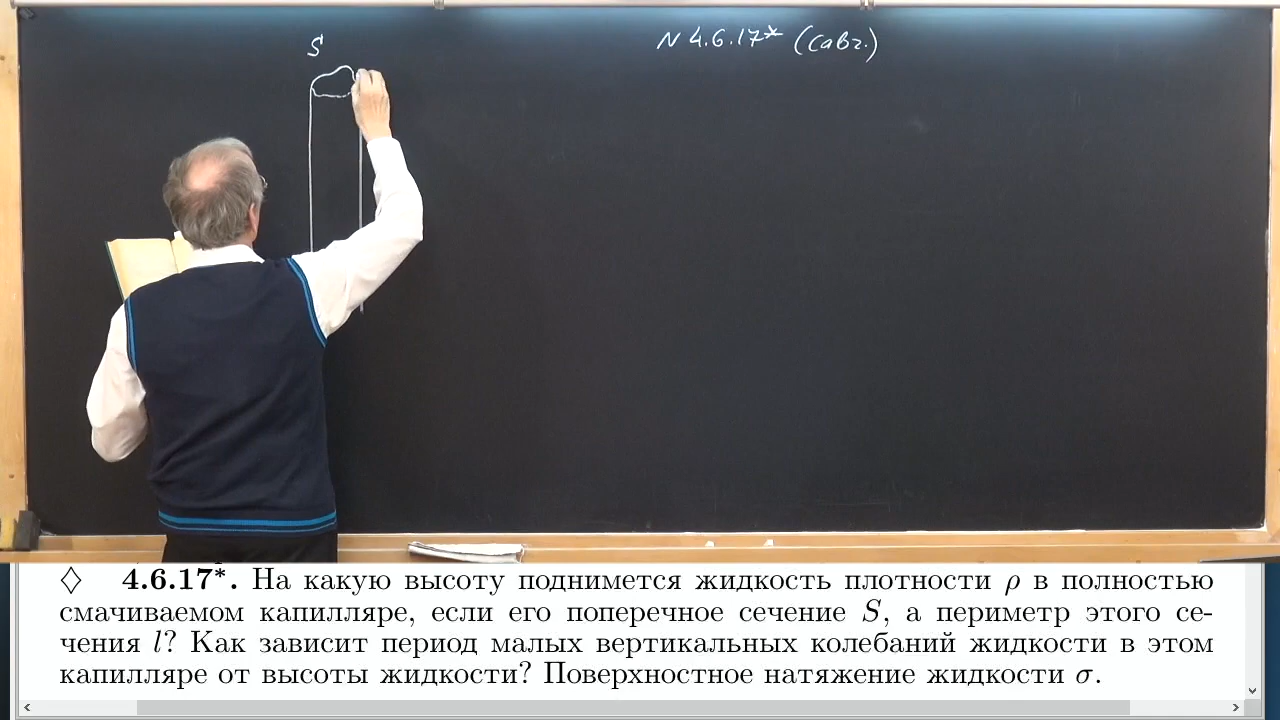 S
N 4.6.17* (Савч.)
♢ 4.6.17*. На какую высоту поднимется жидкость плотности ρ в полностью
смачиваемом капилляре, если его поперечное сечение S, а периметр этого се-
чения l? Как зависит период малых вертикальных колебаний жидкости в этом
капилляре от высоты жидкости? Поверхностное натяжение жидкости σ.